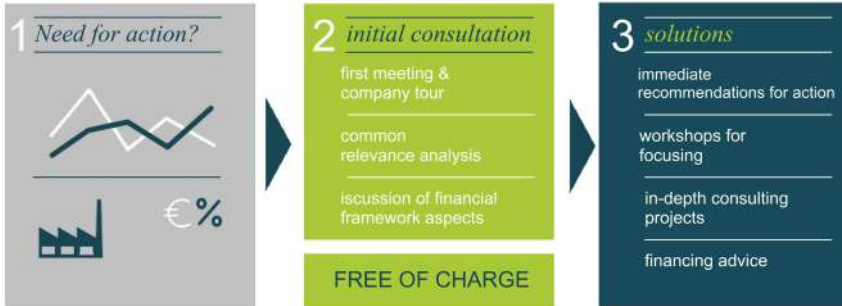 1 Need for action?
€%
2 initial consultation
first meeting &
company tour
common
relevance analysis
iscussion of financial
framework aspects
FREE OF CHARGE
3 solutions
immediate
recommendations for action
workshops for
focusing
in-depth consulting
projects
financing advice